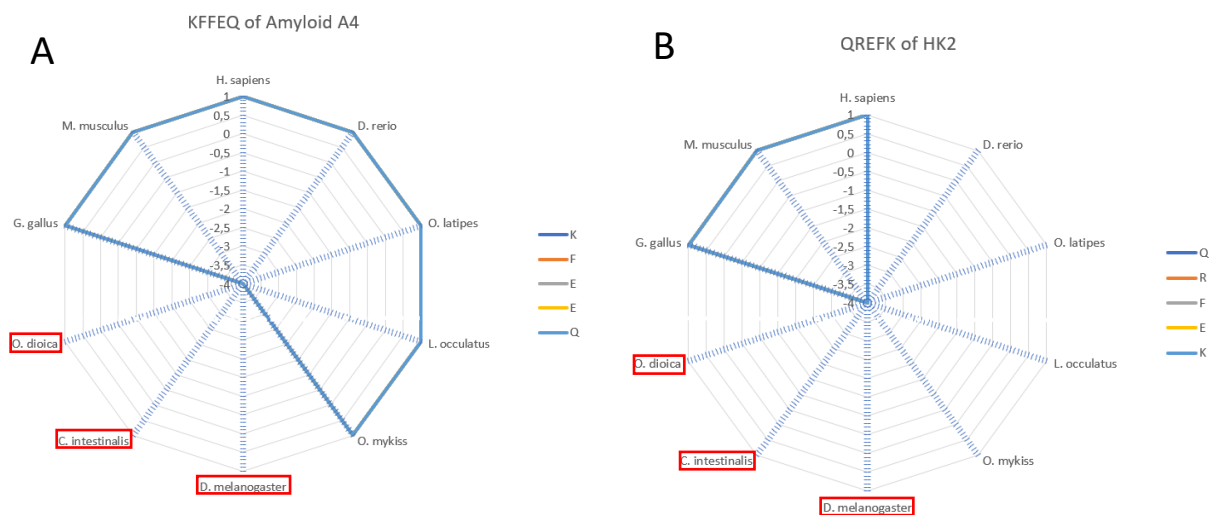 A
KFFEQ of Amyloid A4
H. sapiens
D. rerio
O. latipes
L. occulatus
O. mykiss
D. melanogaster
C. intestinalis
O. dioica
G. gallus
M. musculus
1
0,5
0
-0,5
-1
-1,5
-2
-2,5
-3
-3,5
-4
K
F
E
E
Q
B
QREFK of HK2
H. sapiens
D. rerio
O. latipes
L. occulatus
O. mykiss
D. melanogaster
C. intestinalis
O. dioica
G. gallus
M. musculus
1
0.5
0
-0.5
-1
-1.5
-2
-2.5
-3
-3.5
-4
Q
R
F
E
K